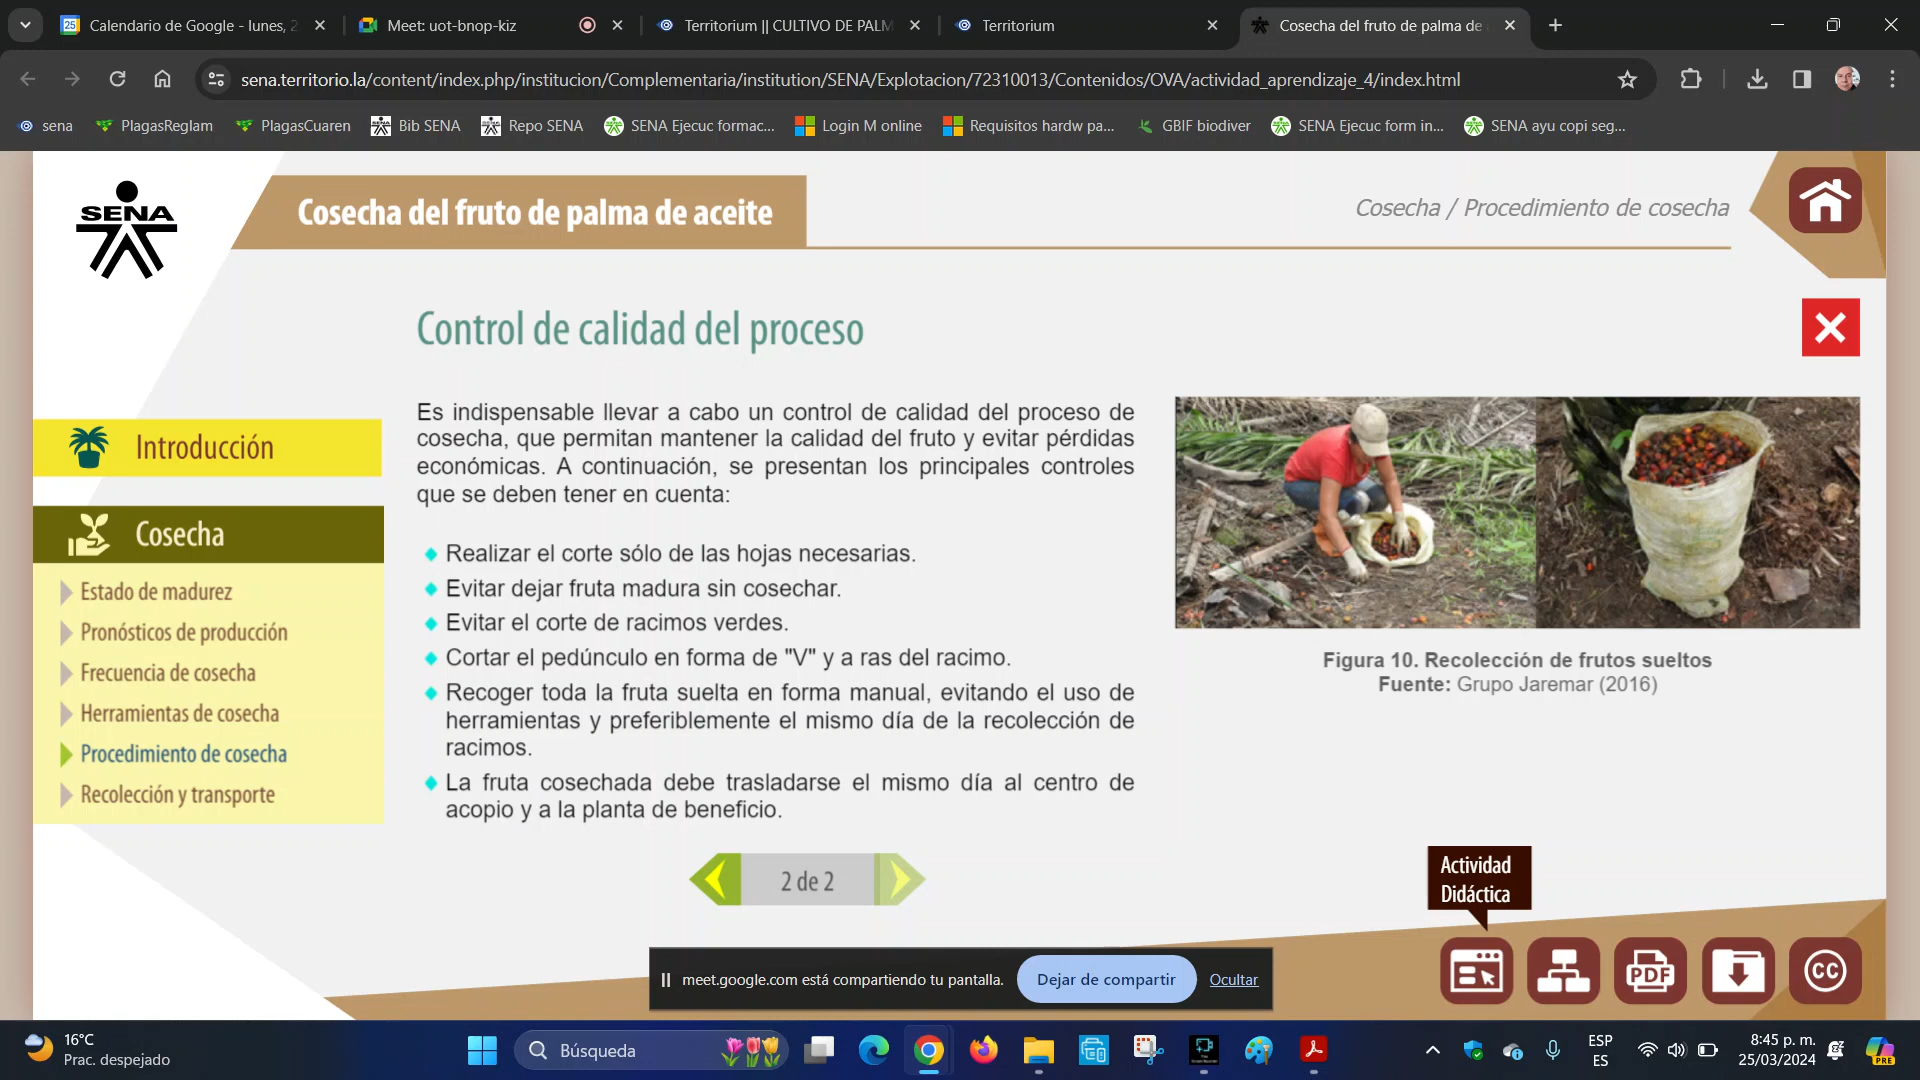 Calendario de Google - lunes, 2
Meet: uot-bnop-kiz
Territorium || CULTIVO DE PALM
Territorium
Cosecha del fruto de palma de
sena.territorio.la/content/index.php/institucion/Complementaria/institution/SENA/Explotacion/72310013/Contenidos/OVA/actividad_aprendizaje_4/index.html
sena
PlagasReglam
PlagasCuaren
Bib SENA
Repo SENA
SENA Ejecuc formac...
Login M online
Requisitos hardw pa...
GBIF biodiver
SENA Ejecuc form in...
SENA ayu copi seg...
SENA
Cosecha del fruto de palma de aceite
Cosecha / Procedimiento de cosecha
Control de calidad del proceso
Introducción
Cosecha
Estado de madurez
Pronósticos de producción
Frecuencia de cosecha
Herramientas de cosecha
Procedimiento de cosecha
Recolección y transporte
Es indispensable llevar a cabo un control de calidad del proceso de
cosecha, que permitan mantener la calidad del fruto y evitar pérdidas
económicas. A continuación, se presentan los principales controles
que se deben tener en cuenta:
Realizar el corte sólo de las hojas necesarias.
Evitar dejar fruta madura sin cosechar.
Evitar el corte de racimos verdes.
Cortar el pedúnculo en forma de "V" y a ras del racimo.
Recoger toda la fruta suelta en forma manual, evitando el uso de
herramientas y preferiblemente el mismo día de la recolección de
racimos.
La fruta cosechada debe trasladarse el mismo día al centro de
acopio y a la planta de beneficio.
Figura 10. Recolección de frutos sueltos
Fuente: Grupo Jaremar (2016)
2 de 2
Actividad
Didáctica
PDF
CC
meet.google.com está compartiendo tu pantalla.
Dejar de compartir
Ocultar
16°C
Prac. despejado
Búsqueda
ESP
ES
8:45 p. m.
25/03/2024
PRE